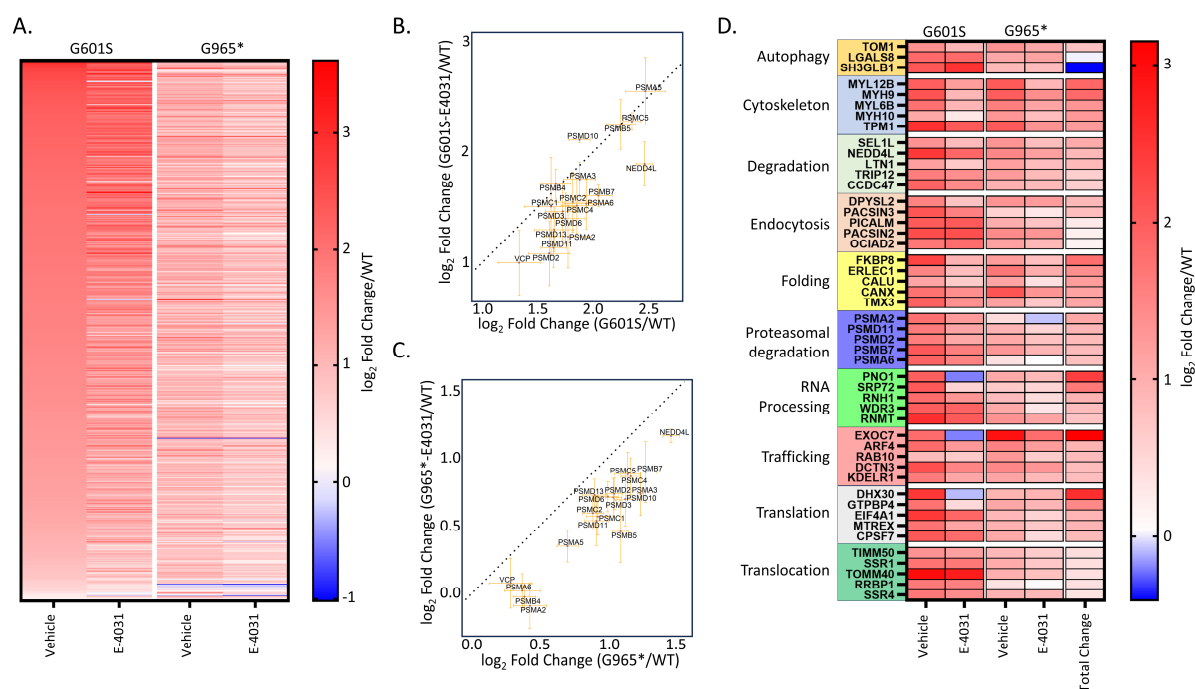 A.
G601S
G965*
3
2
1
0
-1
log2 Fold Change/WT
Vehicle
E-4031
Vehicle
E-4031
B.
log2 Fold Change (G601S-E4031/WT)
3
2
1
PSMA5
PSMC5
PSMB5
PSMD10
NEDD4L
PSMA3
PSMB4
PSMB7
PSMC2
PSMC1
PSMA6
PSMC4
PSMD3
PSMD6
PSMD13
PSMA2
PSMD11
VCP
PSMD2
1.0
1.5
2.0
2.5
log2 Fold Change (G601S/WT)
C.
log2 Fold Change (G965*-E4031/WT)
1.5
1.0
0.5
0.0
NEDD4L
PSMC5
PSMB7
PSMC4
PSMD13
PSMD2
PSMA3
PSMD6
PSMD10
PSMD3
PSMC2
PSMC1
PSMD11
PSMB5
PSMA5
VCP
PSMA6
PSMB4
PSMA2
0.0
0.5
1.0
1.5
log2 Fold Change (G965*/WT)
D.
G601S
G965*
Autophagy
TOM1
LGALS8
SH3GLB1
Cytoskeleton
MYL12B
MYH9
MYL6B
MYH10
TPM1
Degradation
SEL1L
NEDD4L
LTN1
TRIP12
CCDC47
Endocytosis
DPYSL2
PACSIN3
PICALM
PACSIN2
OCIAD2
Folding
FKBP8
ERLEC1
CALU
CANX
TMX3
Proteasomal
degradation
PSMA2
PSMD11
PSMD2
PSMB7
PSMA6
RNA
Processing
PNO1
SRP72
RNH1
WDR3
RNMT
Trafficking
EXOC7
ARF4
RAB10
DCTN3
KDELR1
Translation
DHX30
GTPBP4
EIF4A1
MTREX
CPSF7
Translocation
TIMM50
SSR1
TOMM40
RRBP1
SSR4
Vehicle
E-4031
Vehicle
E-4031
Total Change
3
2
1
0
log2 Fold Change/WT